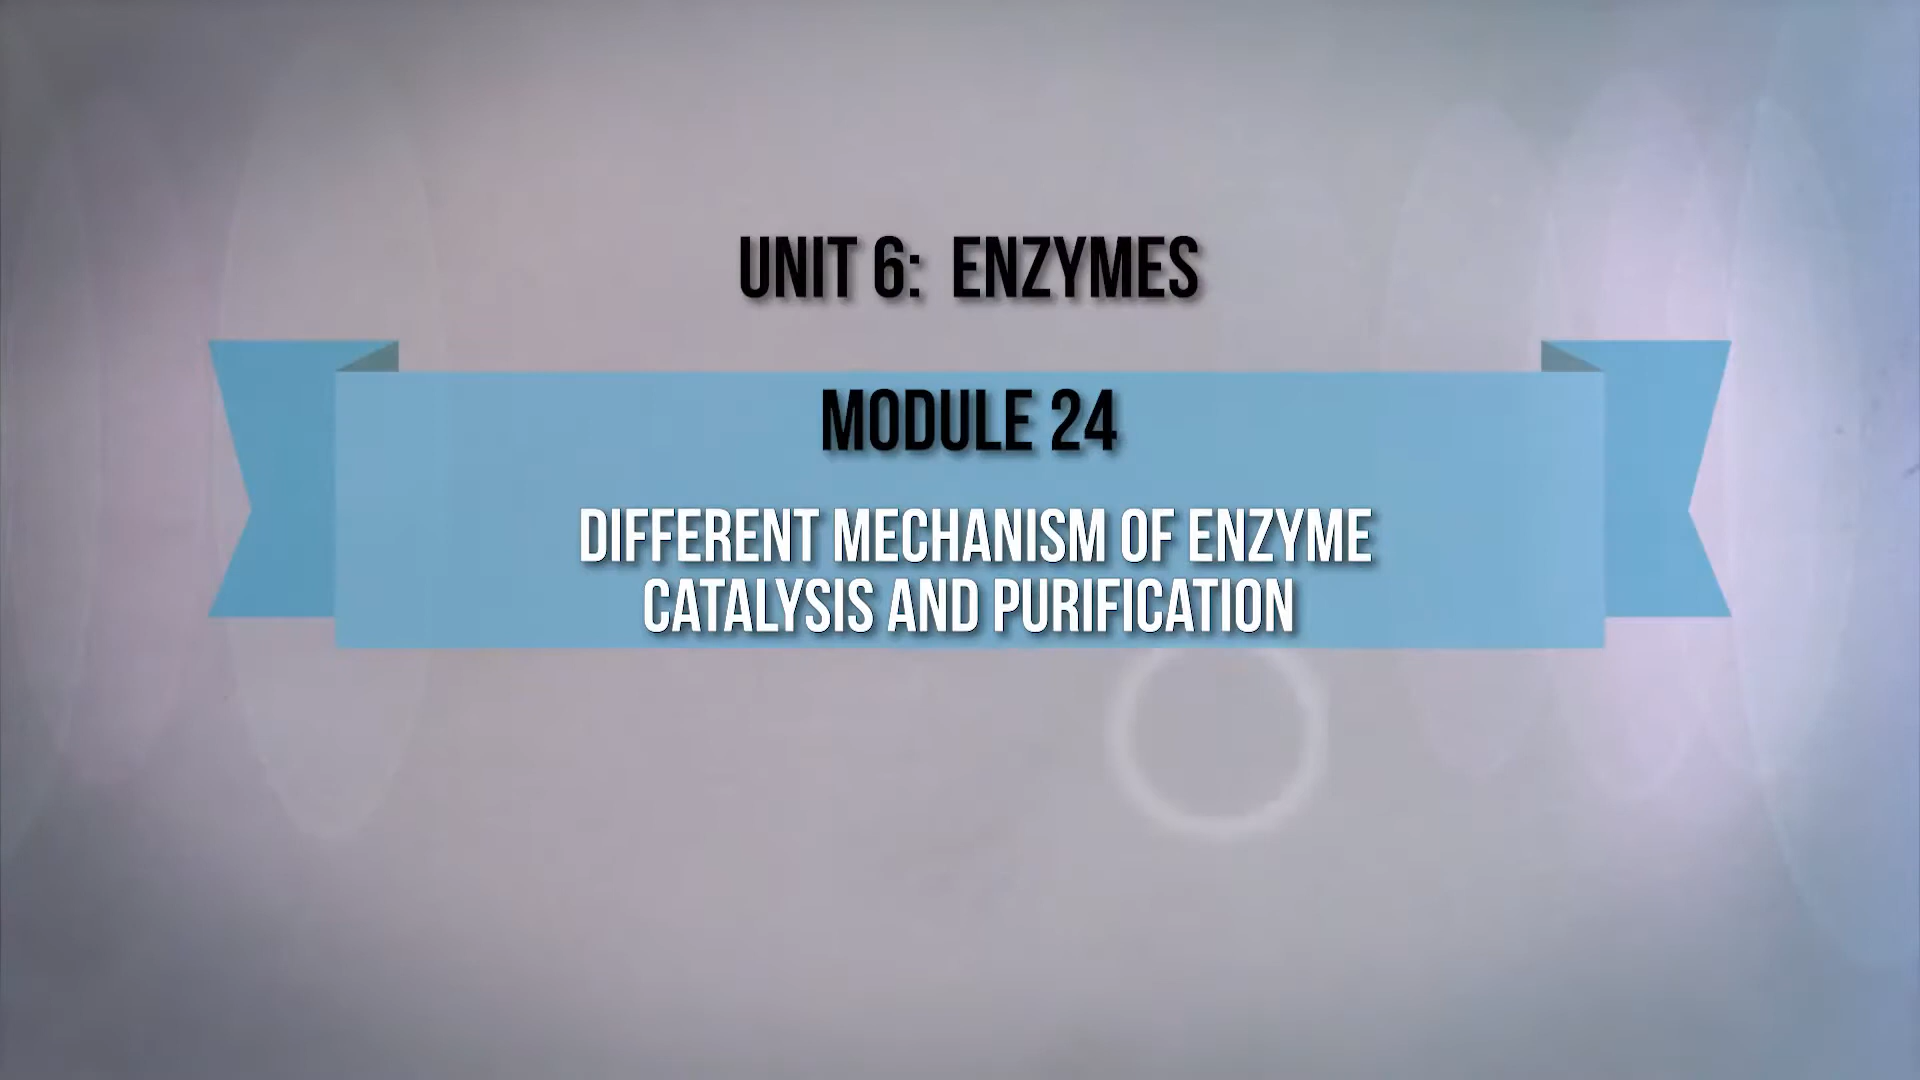 UNIT 6: ENZYMES
MODULE 24
DIFFERENT MECHANISM OF ENZYME
CATALYSIS AND PURIFICATION